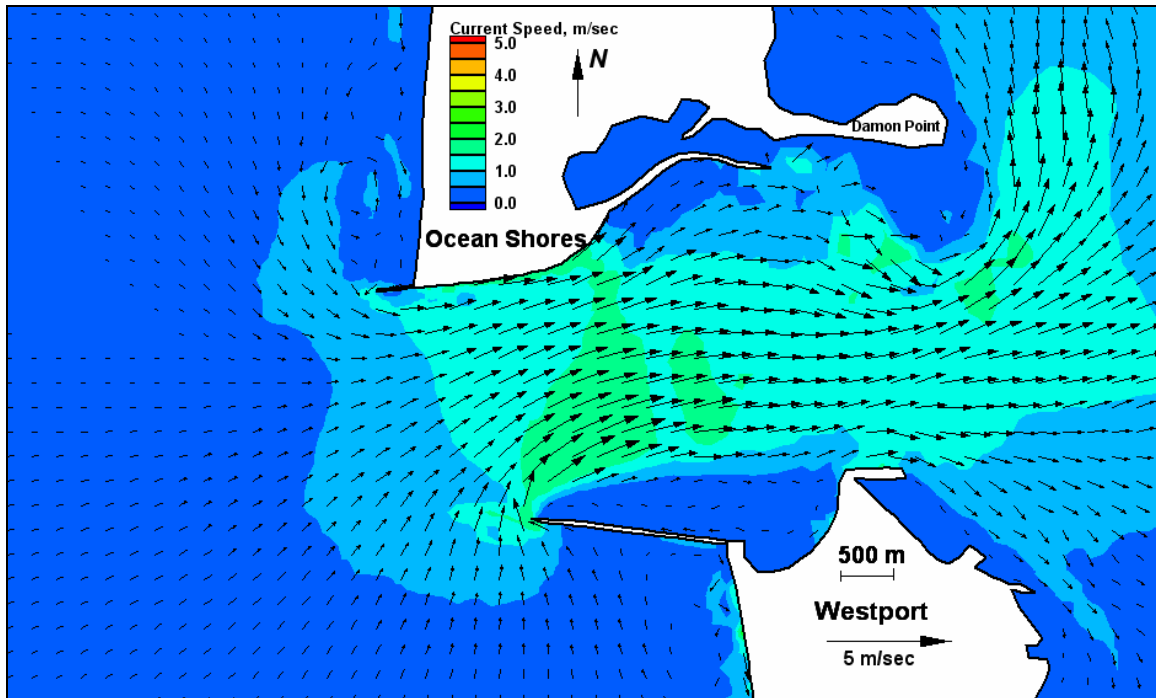 Current Speed, m/sec
5.0
4.0
3.0
2.0
1.0
0.0
N
Damon Point
Ocean Shores
500 m
Westport
5 m/sec